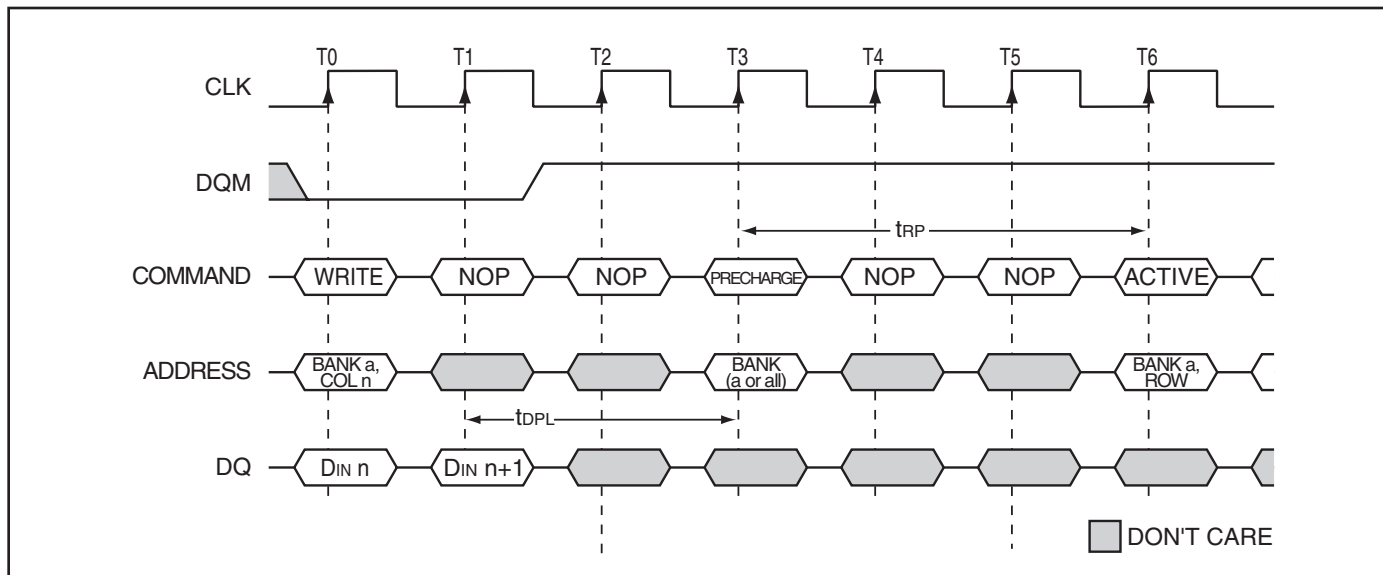 T0 T1 T2 T3 T4 T5 T6
CLK
DQM
tRP
COMMAND WRITE NOP NOP PRECHARGE NOP NOP ACTIVE
ADDRESS
BANK a,
COL n
BANK
(a or all)
BANK a,
ROW
tDPL
DQ DIN n DIN n+1
DON'T CARE